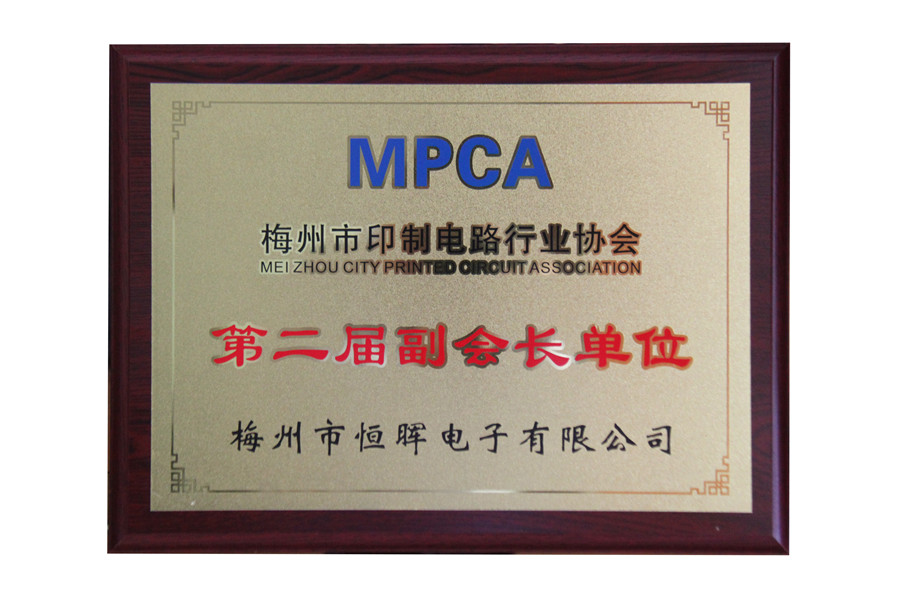 MPCA
梅州市印制电路行业协会
MEI ZHOU CITY PRINTED CIRCUIT ASSOCIATION
第二届副会长单位
梅州市恒晖电子有限公司